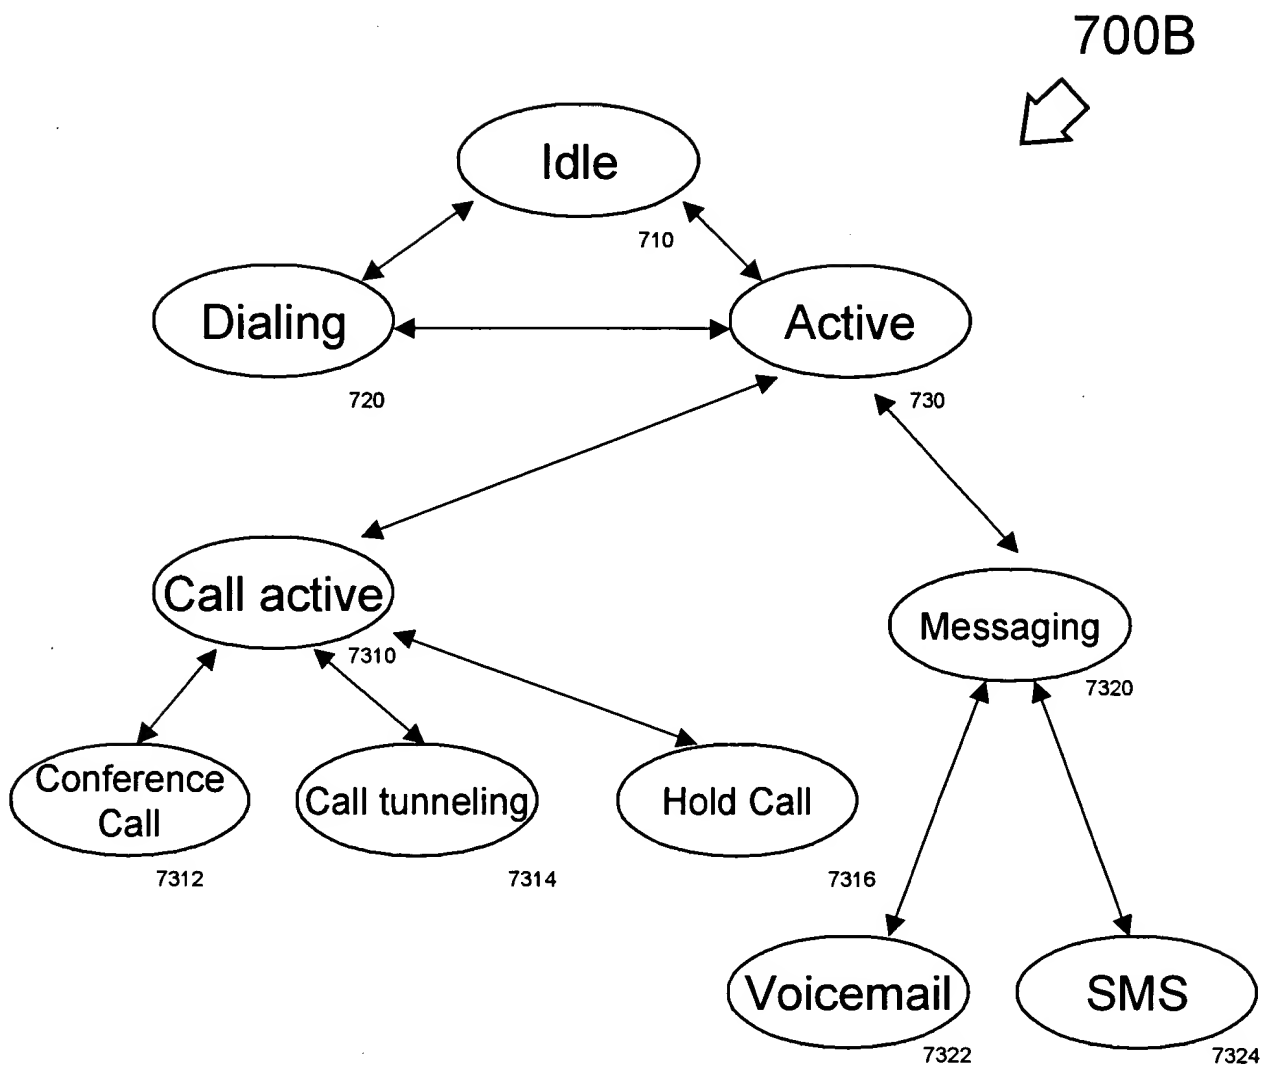 700B
Idle
710
Dialing
Active
720
730
Call active
Messaging
7310
7320
Conference
Call
Call tunneling
Hold Call
7312
7314
7316
Voicemail
SMS
7322
7324